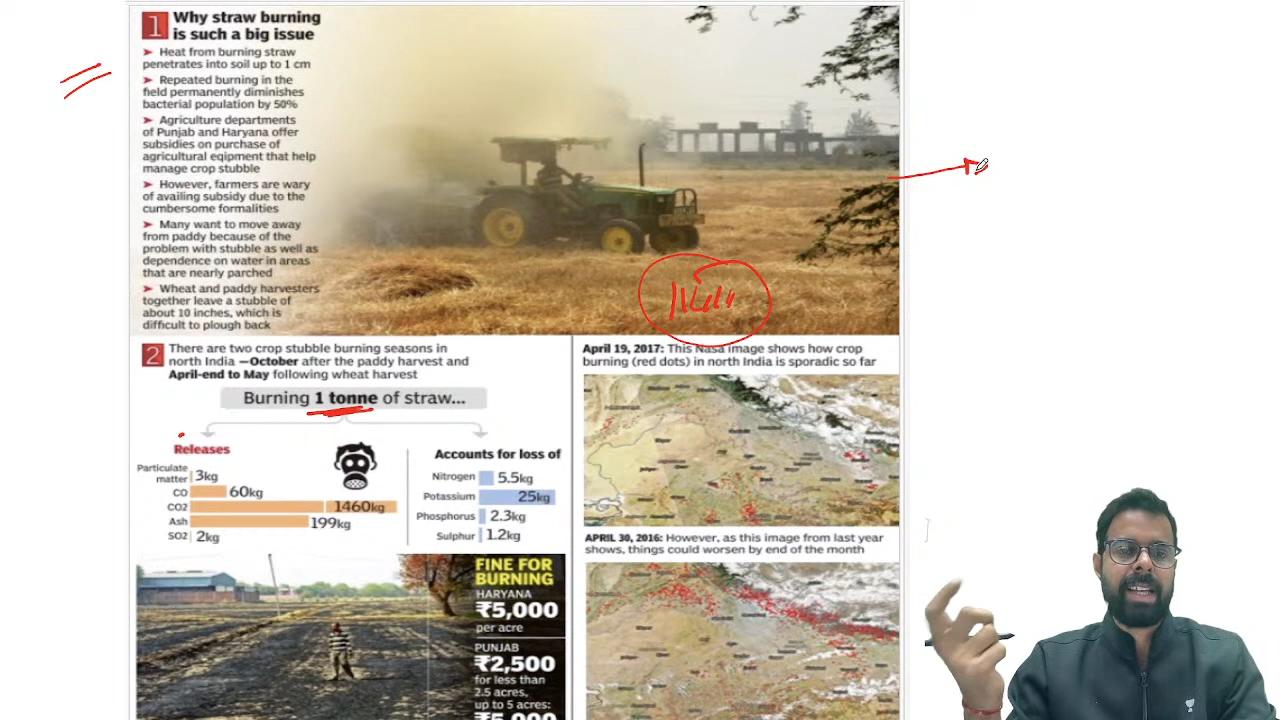 1
Why straw burning
is such a big issue
➤ Heat from burning straw
penetrates into soil up to 1 cm
➤ Repeated burning in the
field permanently diminishes
bacterial population by 50%
➤ Agriculture departments
of Punjab and Haryana offer
subsidies on purchase of
agricultural eqipment that help
manage crop stubble
➤ However, farmers are wary
of availing subsidy due to the
cumbersome formalities
➤ Many want to move away
from paddy because of the
problem with stubble as well as
dependence on water in areas
that are nearly parched
➤ Wheat and paddy harvesters
together leave a stubble of
about 10 inches, which is
difficult to plough back
2
There are two crop stubble burning seasons in
north India —October after the paddy harvest and
April-end to May following wheat harvest
Burning 1 tonne of straw...
Releases
Particulate
matter 3kg
CO 60kg
CO2 1460kg
Ash 199kg
SO2 2kg
Accounts for loss of
Nitrogen 5.5kg
Potassium 25kg
Phosphorus 2.3kg
Sulphur 1.2kg
FINE FOR
BURNING
HARYANA
₹5,000
per acre
PUNJAB
₹2,500
for less than
2.5 acres,
up to 5 acres:
₹5,000
April 19, 2017: This Nasa image shows how crop
burning (red dots) in north India is sporadic so far
APRIL 30, 2016: However, as this image from last year
shows, things could worsen by end of the month